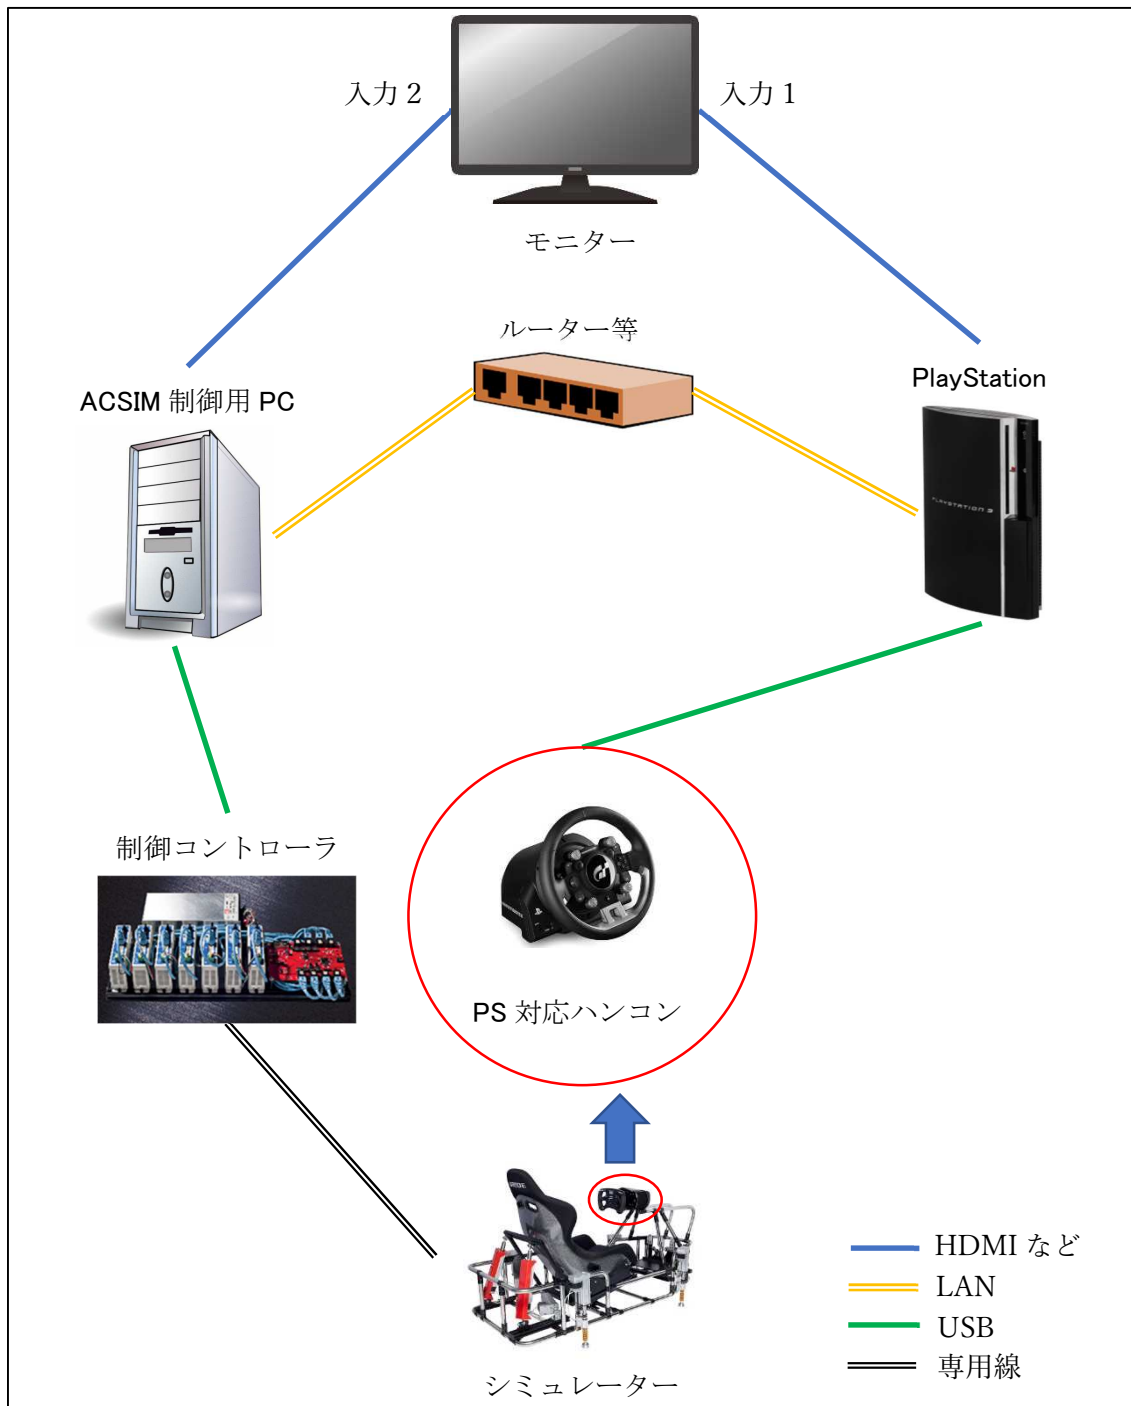 入力 2
入力 1
モニター
ルーター等
ACSIM 制御用 PC
PlayStation
PLAYSTATION 3
制御コントローラ
PS 対応ハンコン
シミュレーター
HDMI など
LAN
USB
専用線